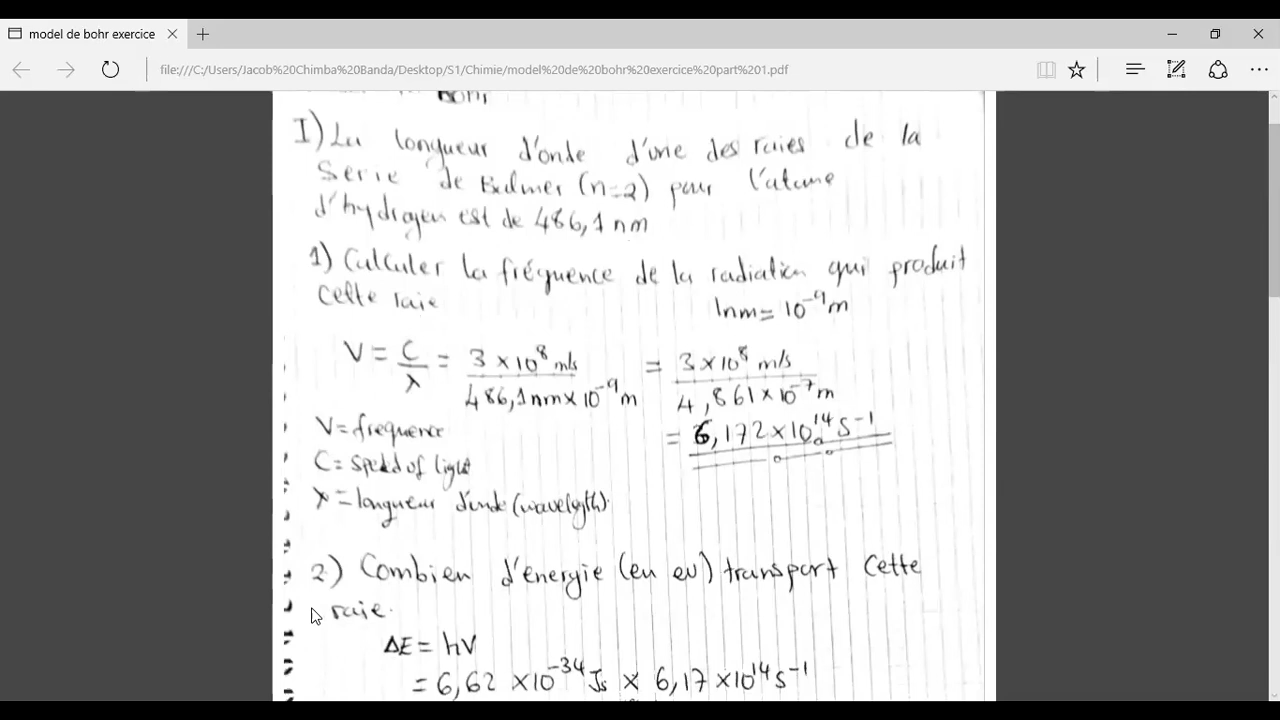 model de bohr exercice
file:///C:/Users/Jacob%20Chimba%20Banda/Desktop/S1/Chimie/model%20de%20bohr%20exercice%20part%201.pdf
I) La longueur d'onde d'une des raies de la
Serie de Balmer (n=2) pour l'atome
d'hydrogen est de 486,1 nm
1) Calculer la fréquence de la radiation qui produit
cette raie
1nm = 10⁻⁹m
V = C/λ = 3 × 10⁸ m/s / 486,1nm × 10⁻⁹ m = 3 × 10⁸ m/s / 4,861 × 10⁻⁷ m
= 6,172 × 10¹⁴ s⁻¹
V = frequence
C = speed of light
λ = longueur d'onde (wavelgth)
2) Combien d'énergie (en ev) transport cette
raie.
ΔE = hV
= 6,62 × 10⁻³⁴ Js × 6,17 × 10¹⁴ s⁻¹